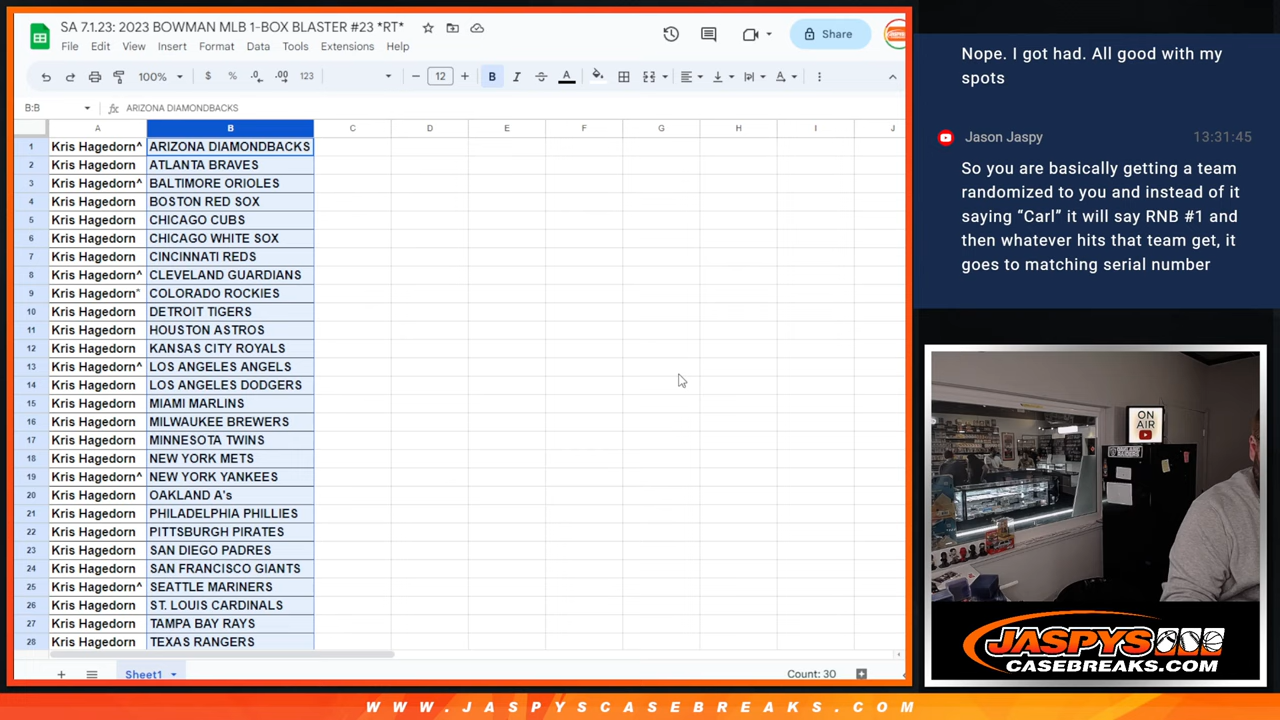 SA 7.1.23: 2023 BOWMAN MLB 1-BOX BLASTER #23 *RT*
File Edit View Insert Format Data Tools Extensions Help
Share
100% $ % .0 .00 123 12 B I A
B:B ARIZONA DIAMONDBACKS
A B C D E F G H I J
1 Kris Hagedorn^ ARIZONA DIAMONDBACKS
2 Kris Hagedorn ATLANTA BRAVES
3 Kris Hagedorn^ BALTIMORE ORIOLES
4 Kris Hagedorn BOSTON RED SOX
5 Kris Hagedorn CHICAGO CUBS
6 Kris Hagedorn CHICAGO WHITE SOX
7 Kris Hagedorn CINCINNATI REDS
8 Kris Hagedorn^ CLEVELAND GUARDIANS
9 Kris Hagedorn* COLORADO ROCKIES
10 Kris Hagedorn DETROIT TIGERS
11 Kris Hagedorn HOUSTON ASTROS
12 Kris Hagedorn KANSAS CITY ROYALS
13 Kris Hagedorn^ LOS ANGELES ANGELS
14 Kris Hagedorn LOS ANGELES DODGERS
15 Kris Hagedorn MIAMI MARLINS
16 Kris Hagedorn MILWAUKEE BREWERS
17 Kris Hagedorn MINNESOTA TWINS
18 Kris Hagedorn NEW YORK METS
19 Kris Hagedorn^ NEW YORK YANKEES
20 Kris Hagedorn OAKLAND A's
21 Kris Hagedorn PHILADELPHIA PHILLIES
22 Kris Hagedorn PITTSBURGH PIRATES
23 Kris Hagedorn SAN DIEGO PADRES
24 Kris Hagedorn SAN FRANCISCO GIANTS
25 Kris Hagedorn^ SEATTLE MARINERS
26 Kris Hagedorn ST. LOUIS CARDINALS
27 Kris Hagedorn TAMPA BAY RAYS
28 Kris Hagedorn TEXAS RANGERS
Sheet1 Count: 30
Nope. I got had. All good with my
spots
Jason Jaspy 13:31:45
So you are basically getting a team
randomized to you and instead of it
saying “Carl” it will say RNB #1 and
then whatever hits that team get, it
goes to matching serial number
ON
AIR
JASPYS
CASEBREAKS.COM
WWW.JASPYSCASEBREAKS.COM